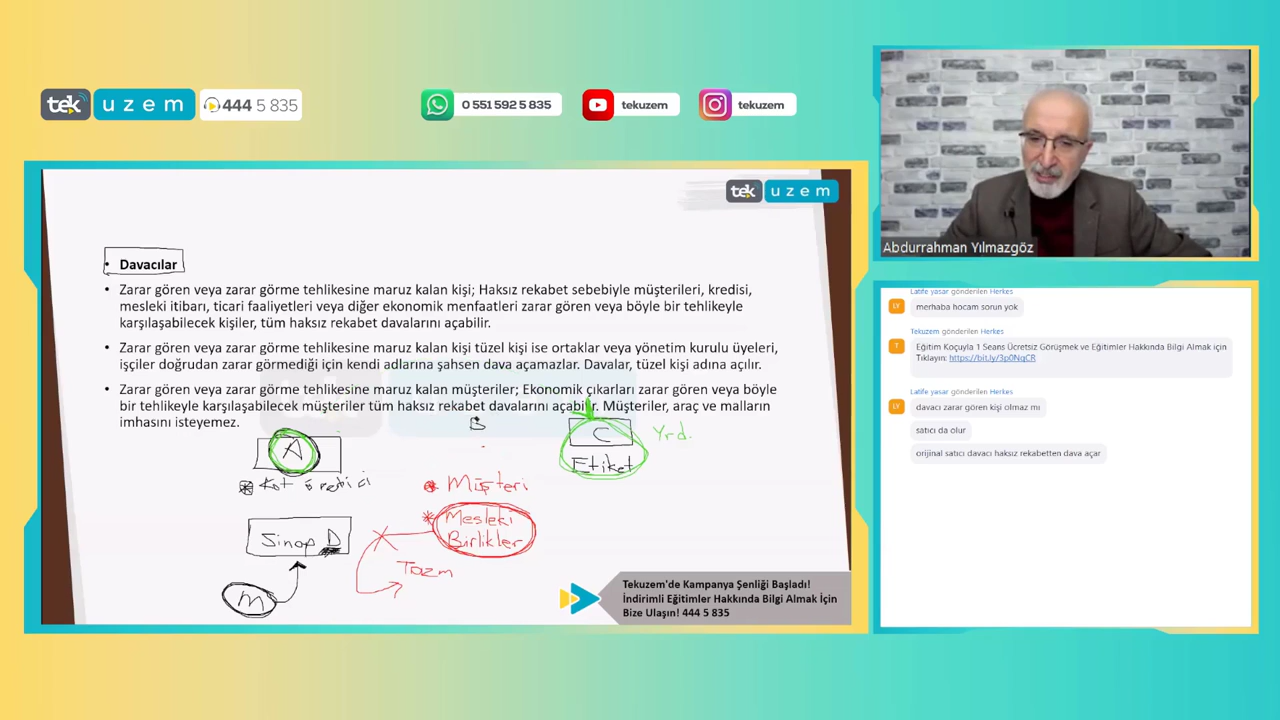 tek uzem 444 5 835
0 551 592 5 835
tekuzem
tekuzem
tek uzem
• Davacılar
• Zarar gören veya zarar görme tehlikesine maruz kalan kişi; Haksız rekabet sebebiyle müşterileri, kredisi,
mesleki itibarı, ticari faaliyetleri veya diğer ekonomik menfaatleri zarar gören veya böyle bir tehlikeyle
karşılaşabilecek kişiler, tüm haksız rekabet davalarını açabilir.
• Zarar gören veya zarar görme tehlikesine maruz kalan kişi tüzel kişi ise ortaklar veya yönetim kurulu üyeleri,
işçiler doğrudan zarar görmediği için kendi adlarına şahsen dava açamazlar. Davalar, tüzel kişi adına açılır.
• Zarar gören veya zarar görme tehlikesine maruz kalan müşteriler; Ekonomik çıkarları zarar gören veya böyle
bir tehlikeyle karşılaşabilecek müşteriler tüm haksız rekabet davalarını açabilir. Müşteriler, araç ve malların
imhasını isteyemez.
A
C
Yrd.
Etiket
Kot üretici
Müşteri
Mesleki
Birlikler
Sinop D
Tozm
M
Tekuzem'de Kampanya Şenliği Başladı!
İndirimli Eğitimler Hakkında Bilgi Almak İçin
Bize Ulaşın! 444 5 835
Abdurrahman Yılmazgöz
Latife yasar gönderilen Herkes
LY merhaba hocam sorun yok
Tekuzem gönderilen Herkes
T Eğitim Koçuyla 1 Seans Ücretsiz Görüşmek ve Eğitimler Hakkında Bilgi Almak için
Tıklayın: https://bit.ly/3p0NqCR
Latife yasar gönderilen Herkes
LY davacı zarar gören kişi olmaz mı
satıcı da olur
orijinal satıcı davacı haksız rekabetten dava açar